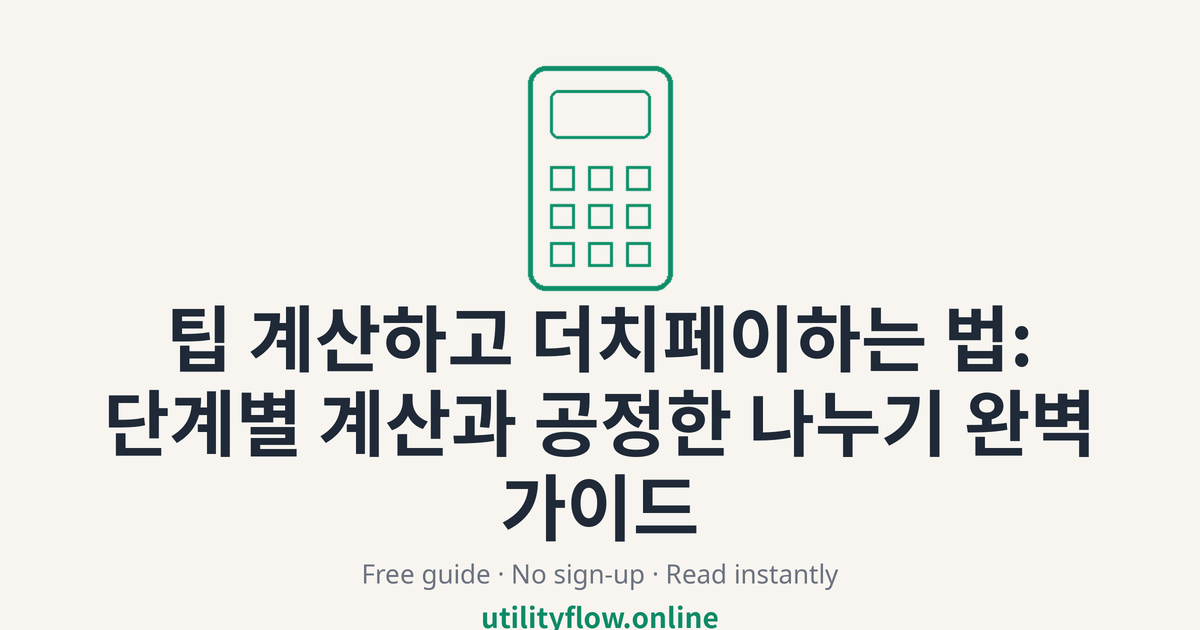 팁 계산하고 더치페이하는 법:
단계별 계산과 공정한 나누기 완벽
가이드
Free guide · No sign-up · Read instantly
utilityflow.online